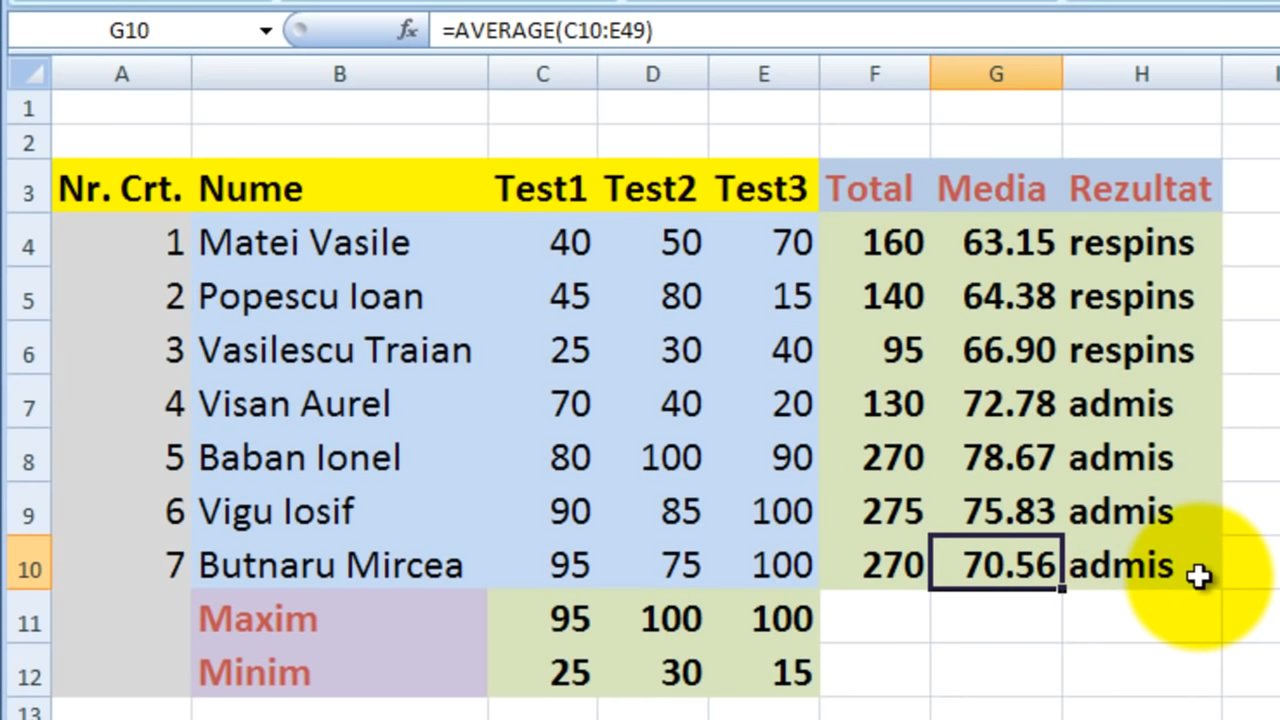 G10 fx =AVERAGE(C10:E49)
A B C D E F G H
1
2
3 Nr. Crt. Nume Test1 Test2 Test3 Total Media Rezultat
4 1 Matei Vasile 40 50 70 160 63.15 respins
5 2 Popescu Ioan 45 80 15 140 64.38 respins
6 3 Vasilescu Traian 25 30 40 95 66.90 respins
7 4 Visan Aurel 70 40 20 130 72.78 admis
8 5 Baban Ionel 80 100 90 270 78.67 admis
9 6 Vigu Iosif 90 85 100 275 75.83 admis
10 7 Butnaru Mircea 95 75 100 270 70.56 admis
11 Maxim 95 100 100
12 Minim 25 30 15
13